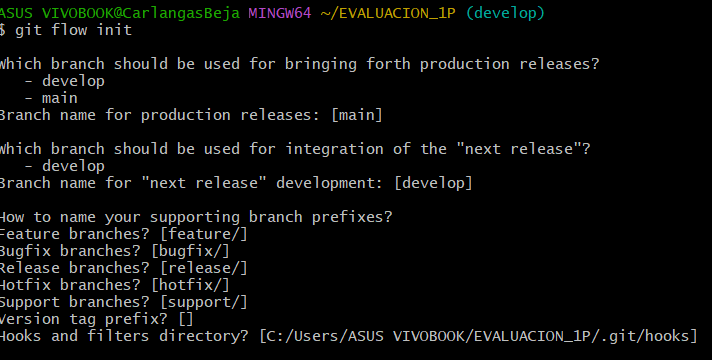 ASUS VIVOBOOK@CarlangasBeja MINGW64 ~/EVALUACION_1P (develop)
$ git flow init
Which branch should be used for bringing forth production releases?
   - develop
   - main
Branch name for production releases: [main]
Which branch should be used for integration of the "next release"?
   - develop
Branch name for "next release" development: [develop]
How to name your supporting branch prefixes?
Feature branches? [feature/]
Bugfix branches? [bugfix/]
Release branches? [release/]
Hotfix branches? [hotfix/]
Support branches? [support/]
Version tag prefix? []
Hooks and filters directory? [C:/Users/ASUS VIVOBOOK/EVALUACION_1P/.git/hooks]